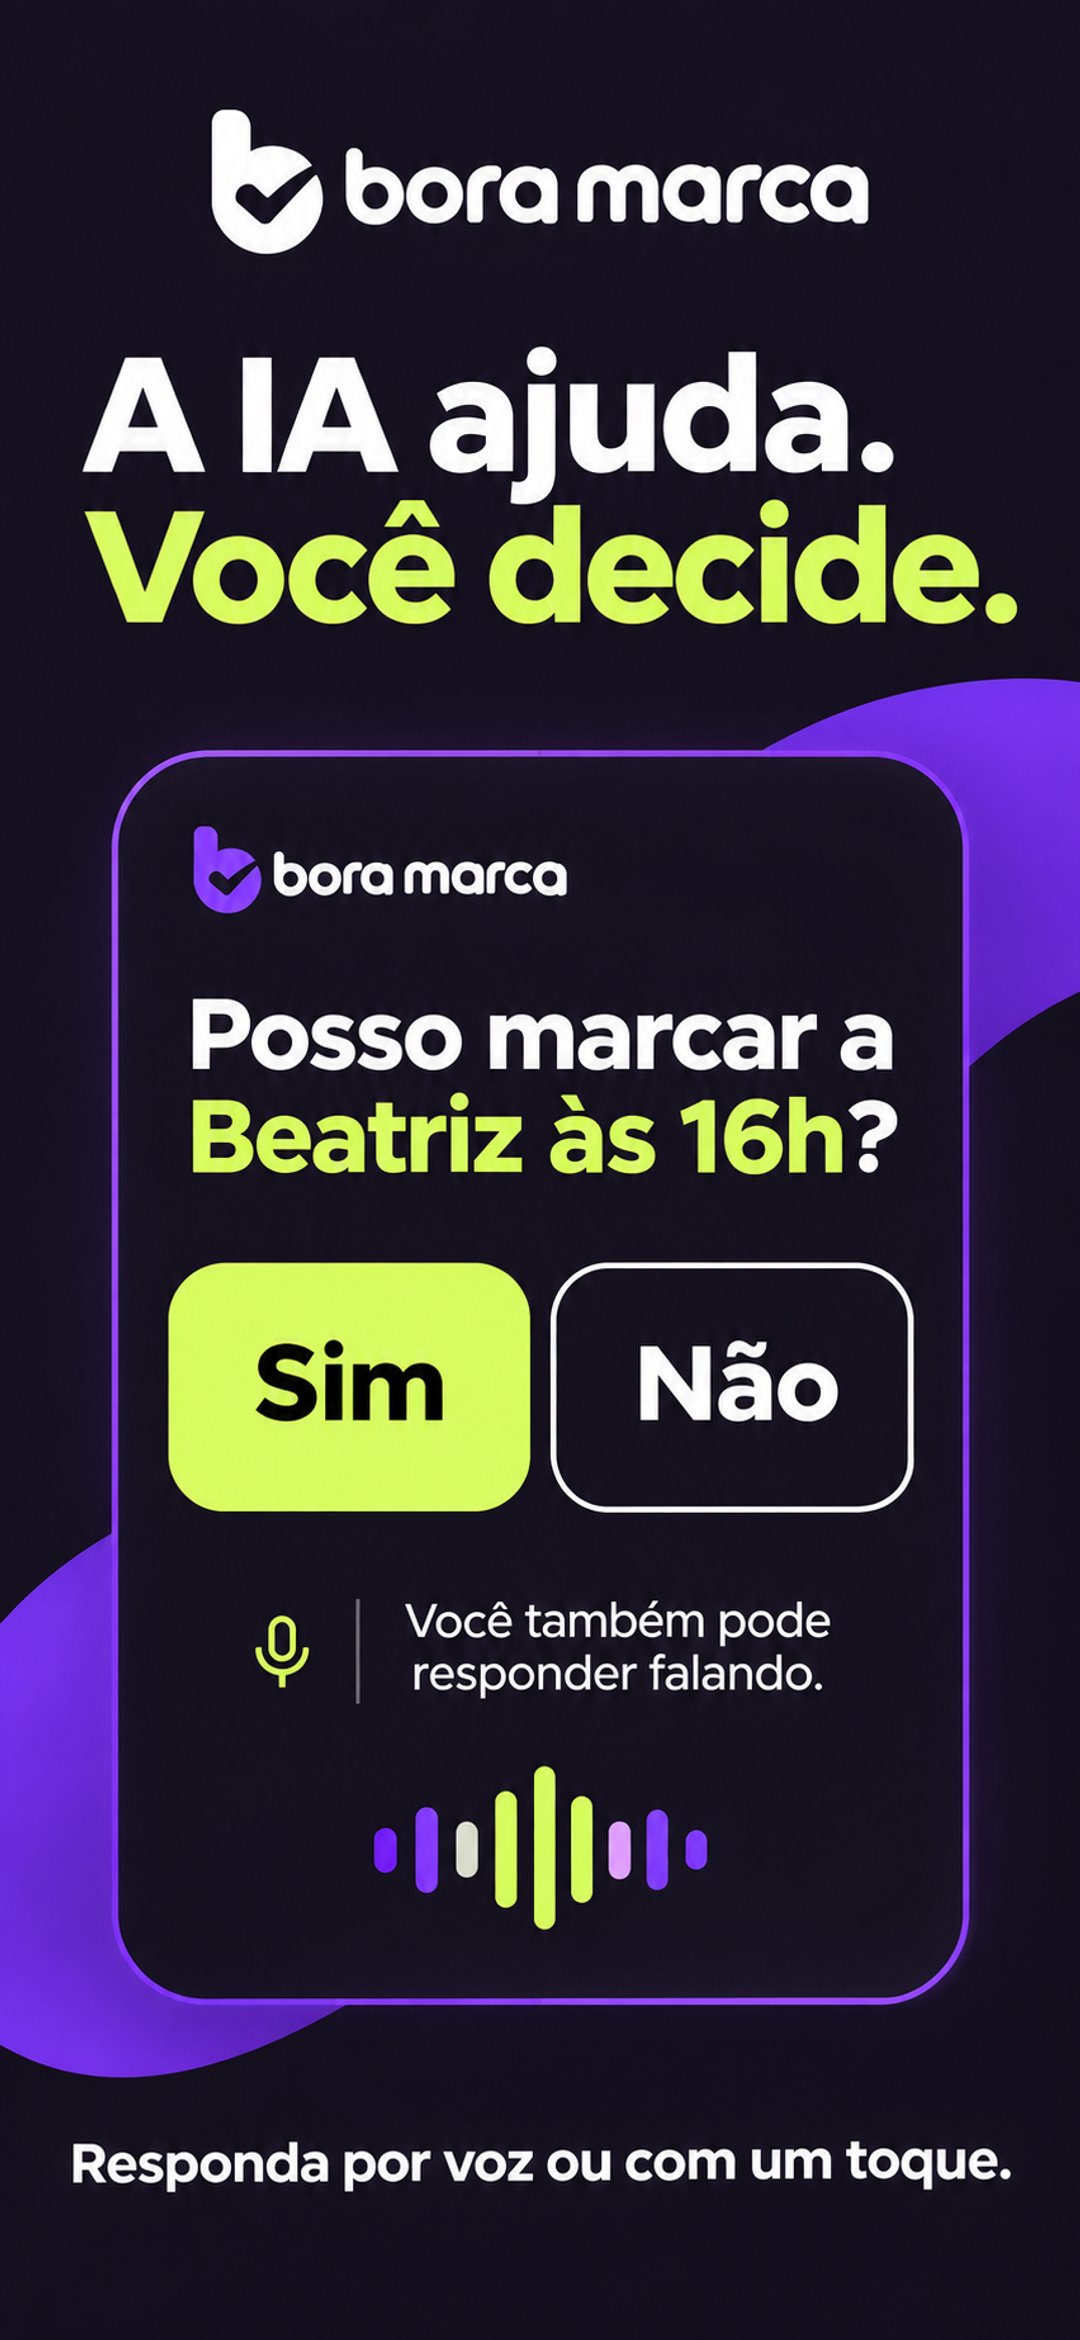 bora marca
A IA ajuda.
Você decide.
bora marca
Posso marcar a
Beatriz às 16h?
Sim
Não
Você também pode
responder falando.
Responda por voz ou com um toque.